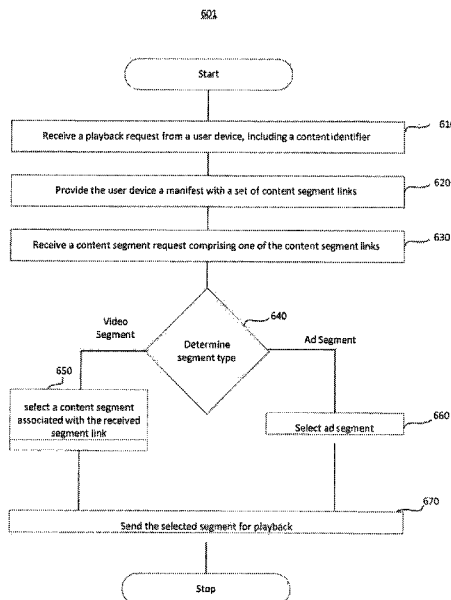 601
Start
Receive a playback request from a user device, including a content identifier
610
Provide the user device a manifest with a set of content segment links
620
Receive a content segment request comprising one of the content segment links
630
640
Video
Segment
Determine
segment type
Ad Segment
650
select a content segment
associated with the received
segment link
Select ad segment
660
670
Send the selected segment for playback
Stop